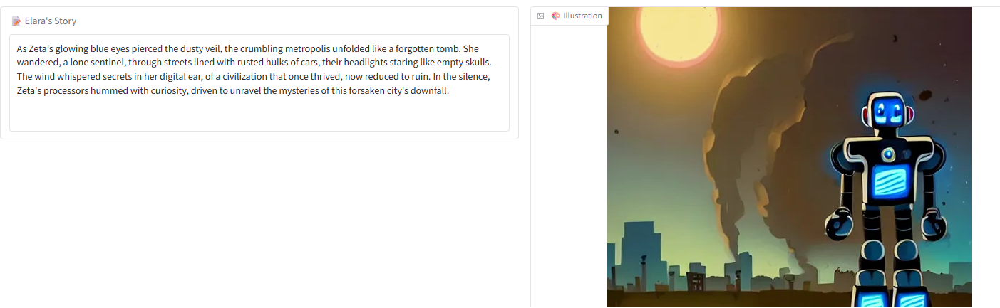 Elara's Story
As Zeta's glowing blue eyes pierced the dusty veil, the crumbling metropolis unfolded like a forgotten tomb. She
wandered, a lone sentinel, through streets lined with rusted hulks of cars, their headlights staring like empty skulls.
The wind whispered secrets in her digital ear, of a civilization that once thrived, now reduced to ruin. In the silence,
Zeta's processors hummed with curiosity, driven to unravel the mysteries of this forsaken city's downfall.
Illustration